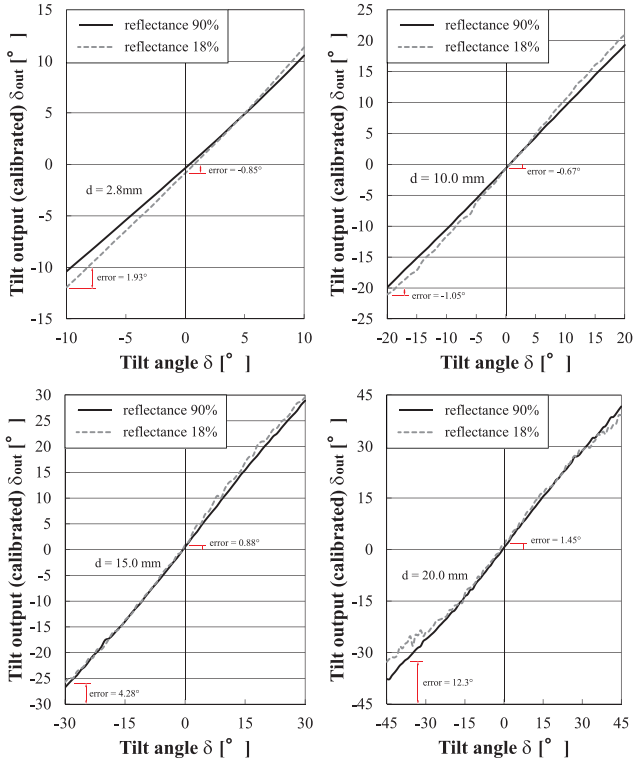 Tilt output (calibrated) δout [°]
15
10
5
0
-5
-10
-15
reflectance 90%
reflectance 18%
error = -0.85°
d = 2.8mm
error = 1.93°
-10
-5
0
5
10
Tilt angle δ [°]
Tilt output (calibrated) δout [°]
20
15
10
5
0
-5
-10
-15
-20
-25
reflectance 90%
reflectance 18%
error = -0.67°
d = 10.0 mm
error = -1.05°
-20
-15
-10
-5
0
5
10
15
20
Tilt angle δ [°]
Tilt output (calibrated) δout [°]
30
25
20
15
10
5
0
-5
-10
-15
-20
-25
-30
reflectance 90%
reflectance 18%
error = 0.88°
d = 15.0 mm
error = 4.28°
-30
-15
0
15
30
Tilt angle δ [°]
Tilt output (calibrated) δout [°]
45
30
15
0
-15
-30
-45
reflectance 90%
reflectance 18%
error = 1.45°
d = 20.0 mm
error = 12.3°
-45
-30
-15
0
15
30
45
Tilt angle δ [°]